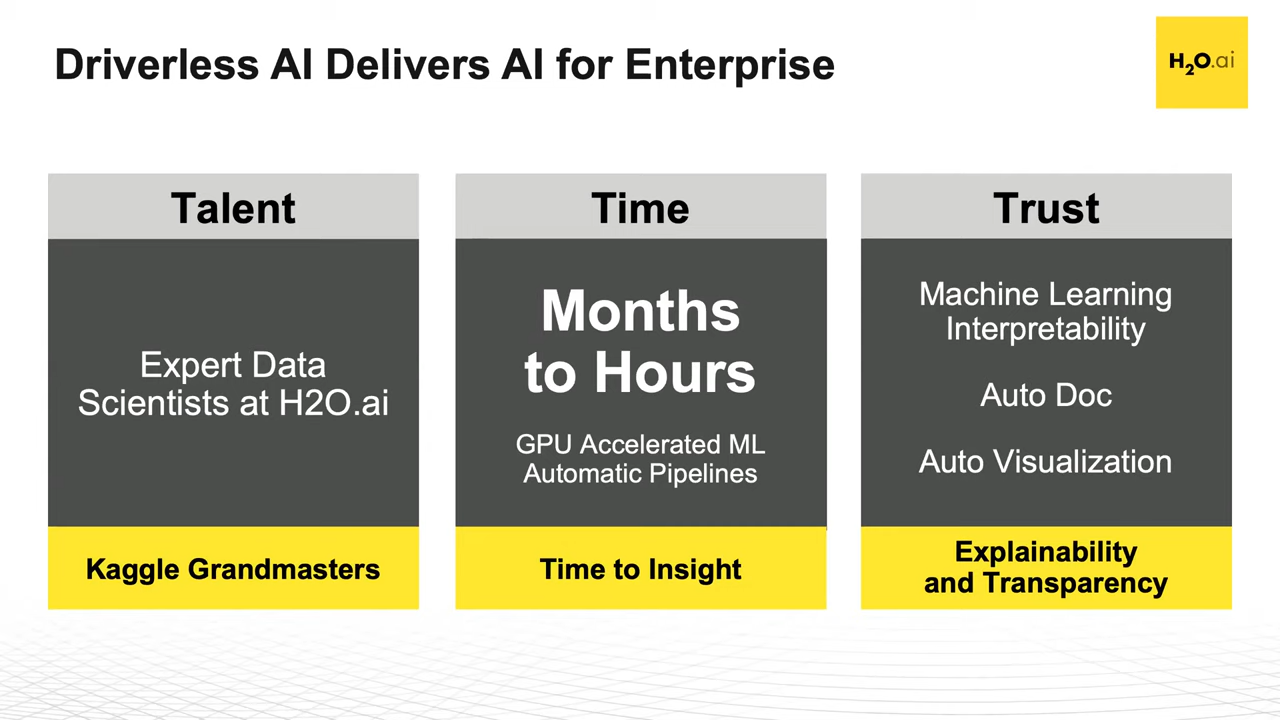 Driverless AI Delivers AI for Enterprise
H2O.ai
Talent
Expert Data
Scientists at H2O.ai
Kaggle Grandmasters
Time
Months
to Hours
GPU Accelerated ML
Automatic Pipelines
Time to Insight
Trust
Machine Learning
Interpretability
Auto Doc
Auto Visualization
Explainability
and Transparency